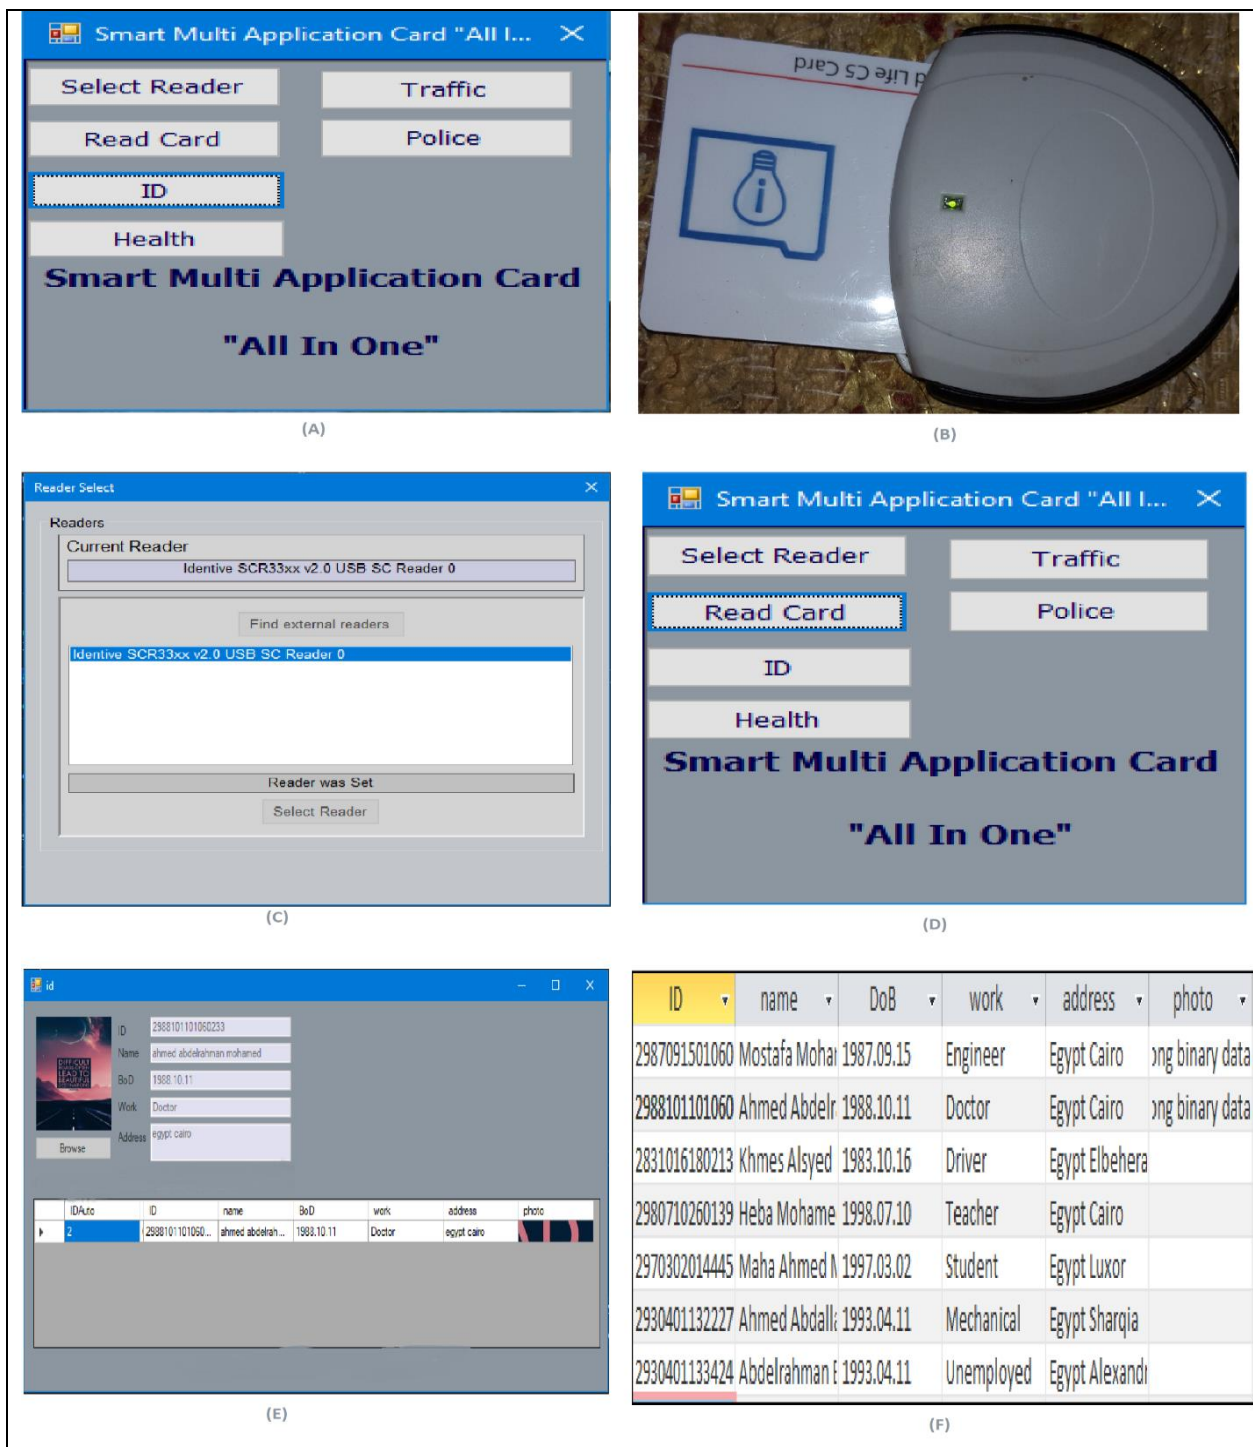 Smart Multi Application Card "All I...
Select Reader
Traffic
Read Card
Police
ID
Health
Smart Multi Application Card
"All In One"
(A)
Life CS Card
i
(B)
Reader Select
Readers
Current Reader
Identive SCR33xx v2.0 USB SC Reader 0
Find external readers
Identive SCR33xx v2.0 USB SC Reader 0
Reader was Set
Select Reader
(C)
Smart Multi Application Card "All I...
Select Reader
Traffic
Read Card
Police
ID
Health
Smart Multi Application Card
"All In One"
(D)
id
DIFFICULT
LEAD TO
BEAUTIFUL
ID 2988101101060233
Name ahmed abdelrahman mohamed
BoD 1988.10.11
Work Doctor
Address egypt cairo
Browse
IDAuto ID name BoD work address photo
2 2988101101060... ahmed abdelrah... 1988.10.11 Doctor egypt cairo
(E)
ID name DoB work address photo
2987091501060 Mostafa Mohar 1987.09.15 Engineer Egypt Cairo ong binary data
2988101101060 Ahmed Abdelr 1988.10.11 Doctor Egypt Cairo ong binary data
2831016180213 Khmes Alsyed 1983.10.16 Driver Egypt Elbehera
2980710260139 Heba Mohame 1998.07.10 Teacher Egypt Cairo
2970302014445 Maha Ahmed M 1997.03.02 Student Egypt Luxor
2930401132227 Ahmed Abdalla 1993.04.11 Mechanical Egypt Sharqia
2930401133424 Abdelrahman E 1993.04.11 Unemployed Egypt Alexandr
(F)